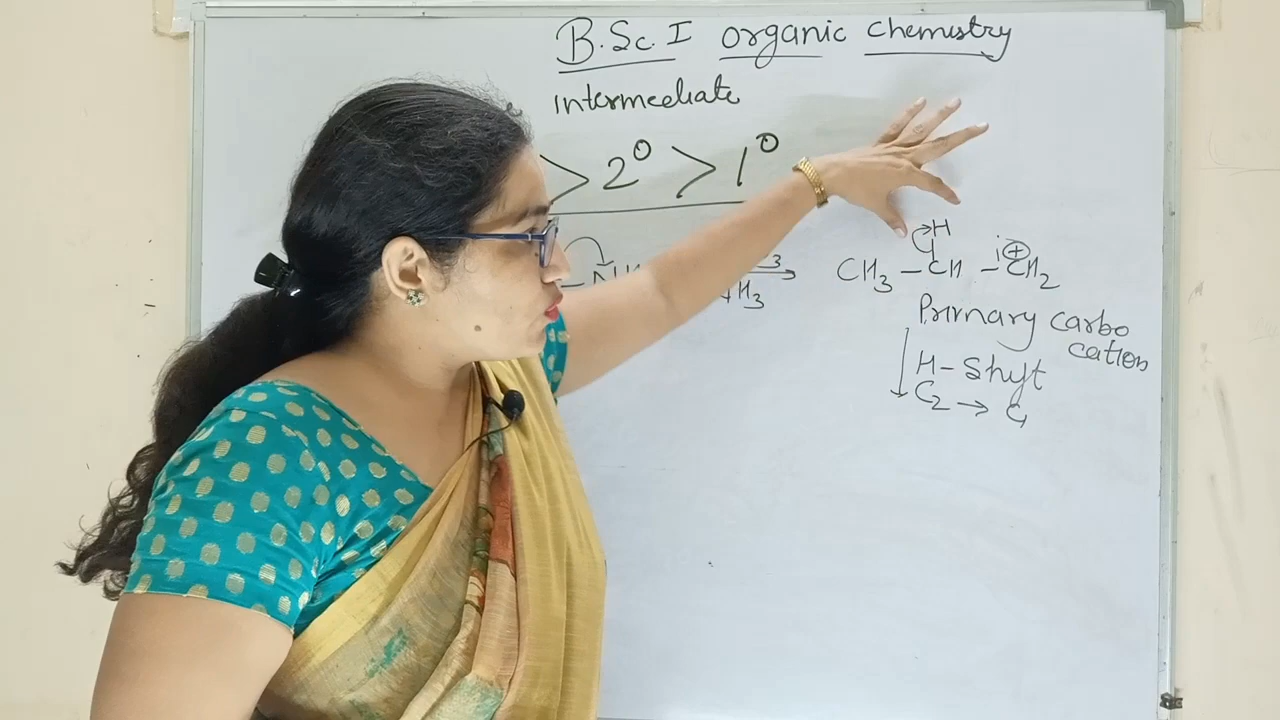 B.Sc. I organic chemistry
intermediate
> 2° > 1°
H
CH3 – CH – CH2
⊕
Primary carbo
cation
H – Shift
C2 → C1